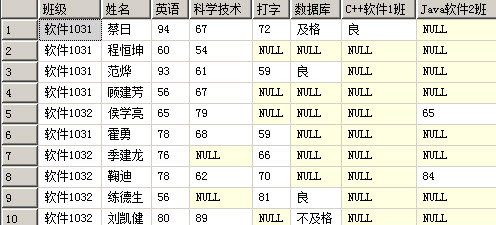 班级 姓名 英语 科学技术 打字 数据库 C++软件1班 Java软件2班
1 软件1031 蔡日 94 67 72 及格 良 NULL
2 软件1031 程恒坤 60 54 NULL NULL NULL NULL
3 软件1031 范烨 93 61 59 良 NULL NULL
4 软件1031 顾建芳 56 67 NULL NULL NULL NULL
5 软件1032 侯学亮 65 79 NULL NULL NULL 65
6 软件1031 霍勇 78 68 59 NULL NULL NULL
7 软件1032 季建龙 76 NULL 66 NULL NULL NULL
8 软件1032 鞠迪 78 62 70 NULL NULL 84
9 软件1032 练德生 56 NULL 81 良 NULL NULL
10 软件1032 刘凯健 80 89 NULL 不及格 NULL NULL